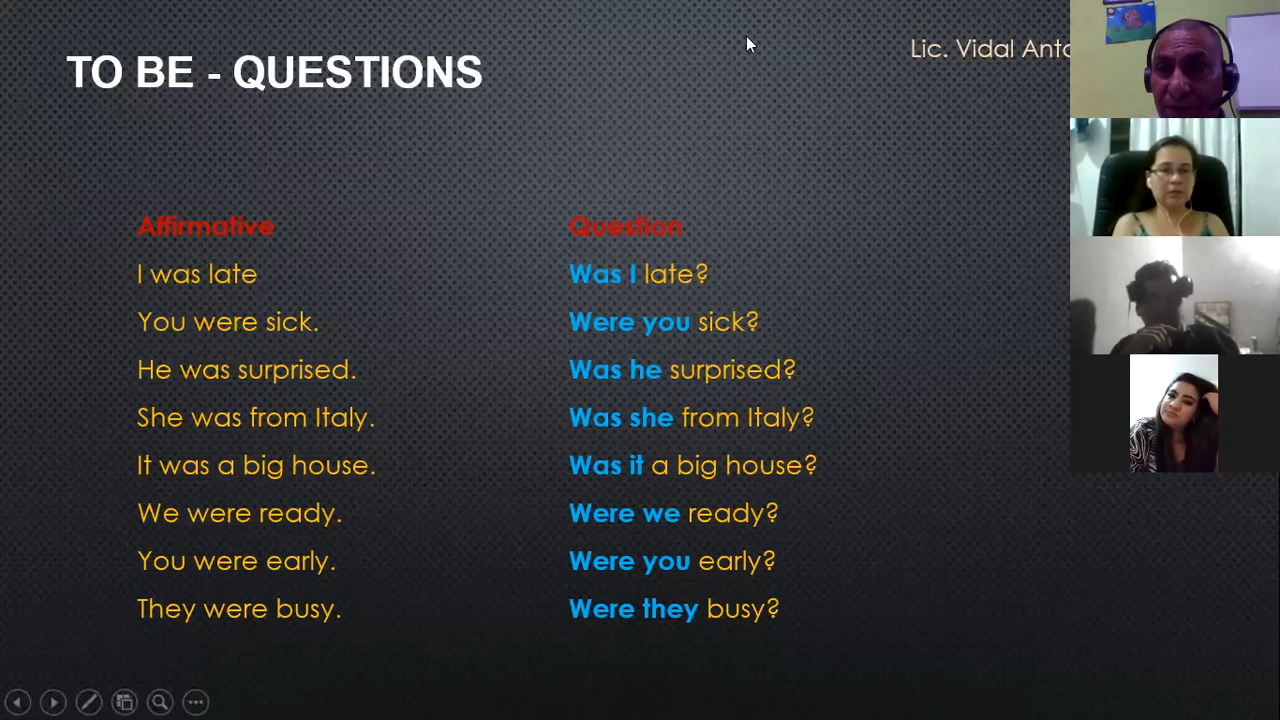 TO BE - QUESTIONS
Lic. Vidal
Affirmative
Question
I was late
Was I late?
You were sick.
Were you sick?
He was surprised.
Was he surprised?
She was from Italy.
Was she from Italy?
It was a big house.
Was it a big house?
We were ready.
Were we ready?
You were early.
Were you early?
They were busy.
Were they busy?